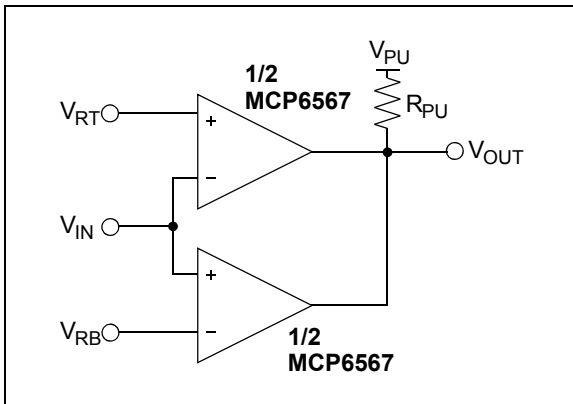 V_PU
1/2
MCP6567
V_RT
+
R_PU
–
V_OUT
V_IN
+
V_RB
–
1/2
MCP6567